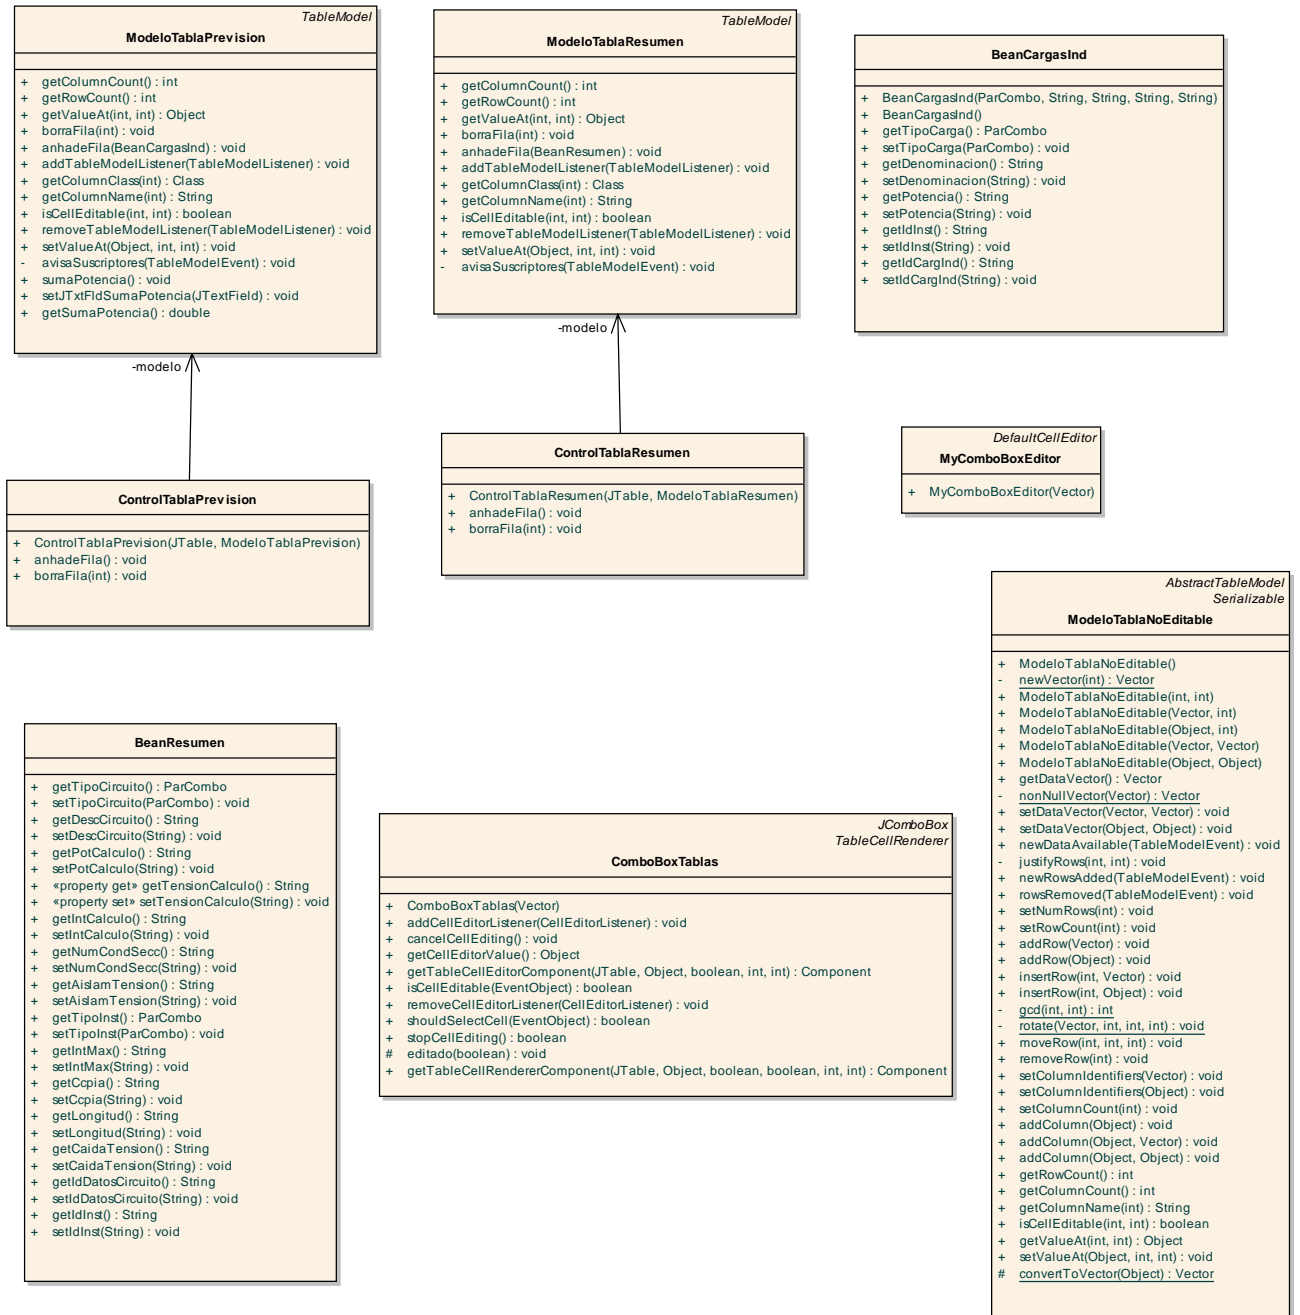 TableModel
ModeloTablaPrevision
+ getColumnCount() : int
+ getRowCount() : int
+ getValueAt(int, int) : Object
+ borraFila(int) : void
+ anhadeFila(BeanCargasInd) : void
+ addTableModelListener(TableModelListener) : void
+ getColumnClass(int) : Class
+ getColumnName(int) : String
+ isCellEditable(int, int) : boolean
+ removeTableModelListener(TableModelListener) : void
+ setValueAt(Object, int, int) : void
- avisaSuscriptores(TableModelEvent) : void
+ sumaPotencia() : void
+ setJTxtFldSumaPotencia(JTextField) : void
+ getSumaPotencia() : double
TableModel
ModeloTablaResumen
+ getColumnCount() : int
+ getRowCount() : int
+ getValueAt(int, int) : Object
+ borraFila(int) : void
+ anhadeFila(BeanResumen) : void
+ addTableModelListener(TableModelListener) : void
+ getColumnClass(int) : Class
+ getColumnName(int) : String
+ isCellEditable(int, int) : boolean
+ removeTableModelListener(TableModelListener) : void
+ setValueAt(Object, int, int) : void
- avisaSuscriptores(TableModelEvent) : void
BeanCargasInd
+ BeanCargasInd(ParCombo, String, String, String, String)
+ BeanCargasInd()
+ getTipoCarga() : ParCombo
+ setTipoCarga(ParCombo) : void
+ getDenominacion() : String
+ setDenominacion(String) : void
+ getPotencia() : String
+ setPotencia(String) : void
+ getIdInst() : String
+ setIdInst(String) : void
+ getIdCargInd() : String
+ setIdCargInd(String) : void
-modelo
-modelo
ControlTablaPrevision
+ ControlTablaPrevision(JTable, ModeloTablaPrevision)
+ anhadeFila() : void
+ borraFila(int) : void
ControlTablaResumen
+ ControlTablaResumen(JTable, ModeloTablaResumen)
+ anhadeFila() : void
+ borraFila(int) : void
DefaultCellEditor
MyComboBoxEditor
+ MyComboBoxEditor(Vector)
AbstractTableModel
Serializable
ModeloTablaNoEditable
+ ModeloTablaNoEditable()
- newVector(int) : Vector
+ ModeloTablaNoEditable(int, int)
+ ModeloTablaNoEditable(Vector, int)
+ ModeloTablaNoEditable(Object, int)
+ ModeloTablaNoEditable(Vector, Vector)
+ ModeloTablaNoEditable(Object, Object)
+ getDataVector() : Vector
- nonNullVector(Vector) : Vector
+ setDataVector(Vector, Vector) : void
+ setDataVector(Object, Object) : void
+ newDataAvailable(TableModelEvent) : void
- justifyRows(int, int) : void
+ newRowsAdded(TableModelEvent) : void
+ rowsRemoved(TableModelEvent) : void
+ setNumRows(int) : void
+ setRowCount(int) : void
+ addRow(Vector) : void
+ addRow(Object) : void
+ insertRow(int, Vector) : void
+ insertRow(int, Object) : void
- gcd(int, int) : int
- rotate(Vector, int, int, int) : void
+ moveRow(int, int, int) : void
+ removeRow(int) : void
+ setColumnIdentifiers(Vector) : void
+ setColumnIdentifiers(Object) : void
+ setColumnCount(int) : void
+ addColumn(Object) : void
+ addColumn(Object, Vector) : void
+ addColumn(Object, Object) : void
+ getRowCount() : int
+ getColumnCount() : int
+ getColumnName(int) : String
+ isCellEditable(int, int) : boolean
+ getValueAt(int, int) : Object
+ setValueAt(Object, int, int) : void
# convertToVector(Object) : Vector
BeanResumen
+ getTipoCircuito() : ParCombo
+ setTipoCircuito(ParCombo) : void
+ getDescCircuito() : String
+ setDescCircuito(String) : void
+ getPotCalculo() : String
+ setPotCalculo(String) : void
+ «property get» getTensionCalculo() : String
+ «property set» setTensionCalculo(String) : void
+ getIntCalculo() : String
+ setIntCalculo(String) : void
+ getNumCondSecc() : String
+ setNumCondSecc(String) : void
+ getAislamTension() : String
+ setAislamTension(String) : void
+ getTipoInst() : ParCombo
+ setTipoInst(ParCombo) : void
+ getIntMax() : String
+ setIntMax(String) : void
+ getCcpia() : String
+ setCcpia(String) : void
+ getLongitud() : String
+ setLongitud(String) : void
+ getCaidaTension() : String
+ setCaidaTension(String) : void
+ getIdDatosCircuito() : String
+ setIdDatosCircuito(String) : void
+ getIdInst() : String
+ setIdInst(String) : void
JComboBox
TableCellRenderer
ComboBoxTablas
+ ComboBoxTablas(Vector)
+ addCellEditorListener(CellEditorListener) : void
+ cancelCellEditing() : void
+ getCellEditorValue() : Object
+ getTableCellEditorComponent(JTable, Object, boolean, int, int) : Component
+ isCellEditable(EventObject) : boolean
+ removeCellEditorListener(CellEditorListener) : void
+ shouldSelectCell(EventObject) : boolean
+ stopCellEditing() : boolean
# editado(boolean) : void
+ getTableCellRendererComponent(JTable, Object, boolean, boolean, int, int) : Component